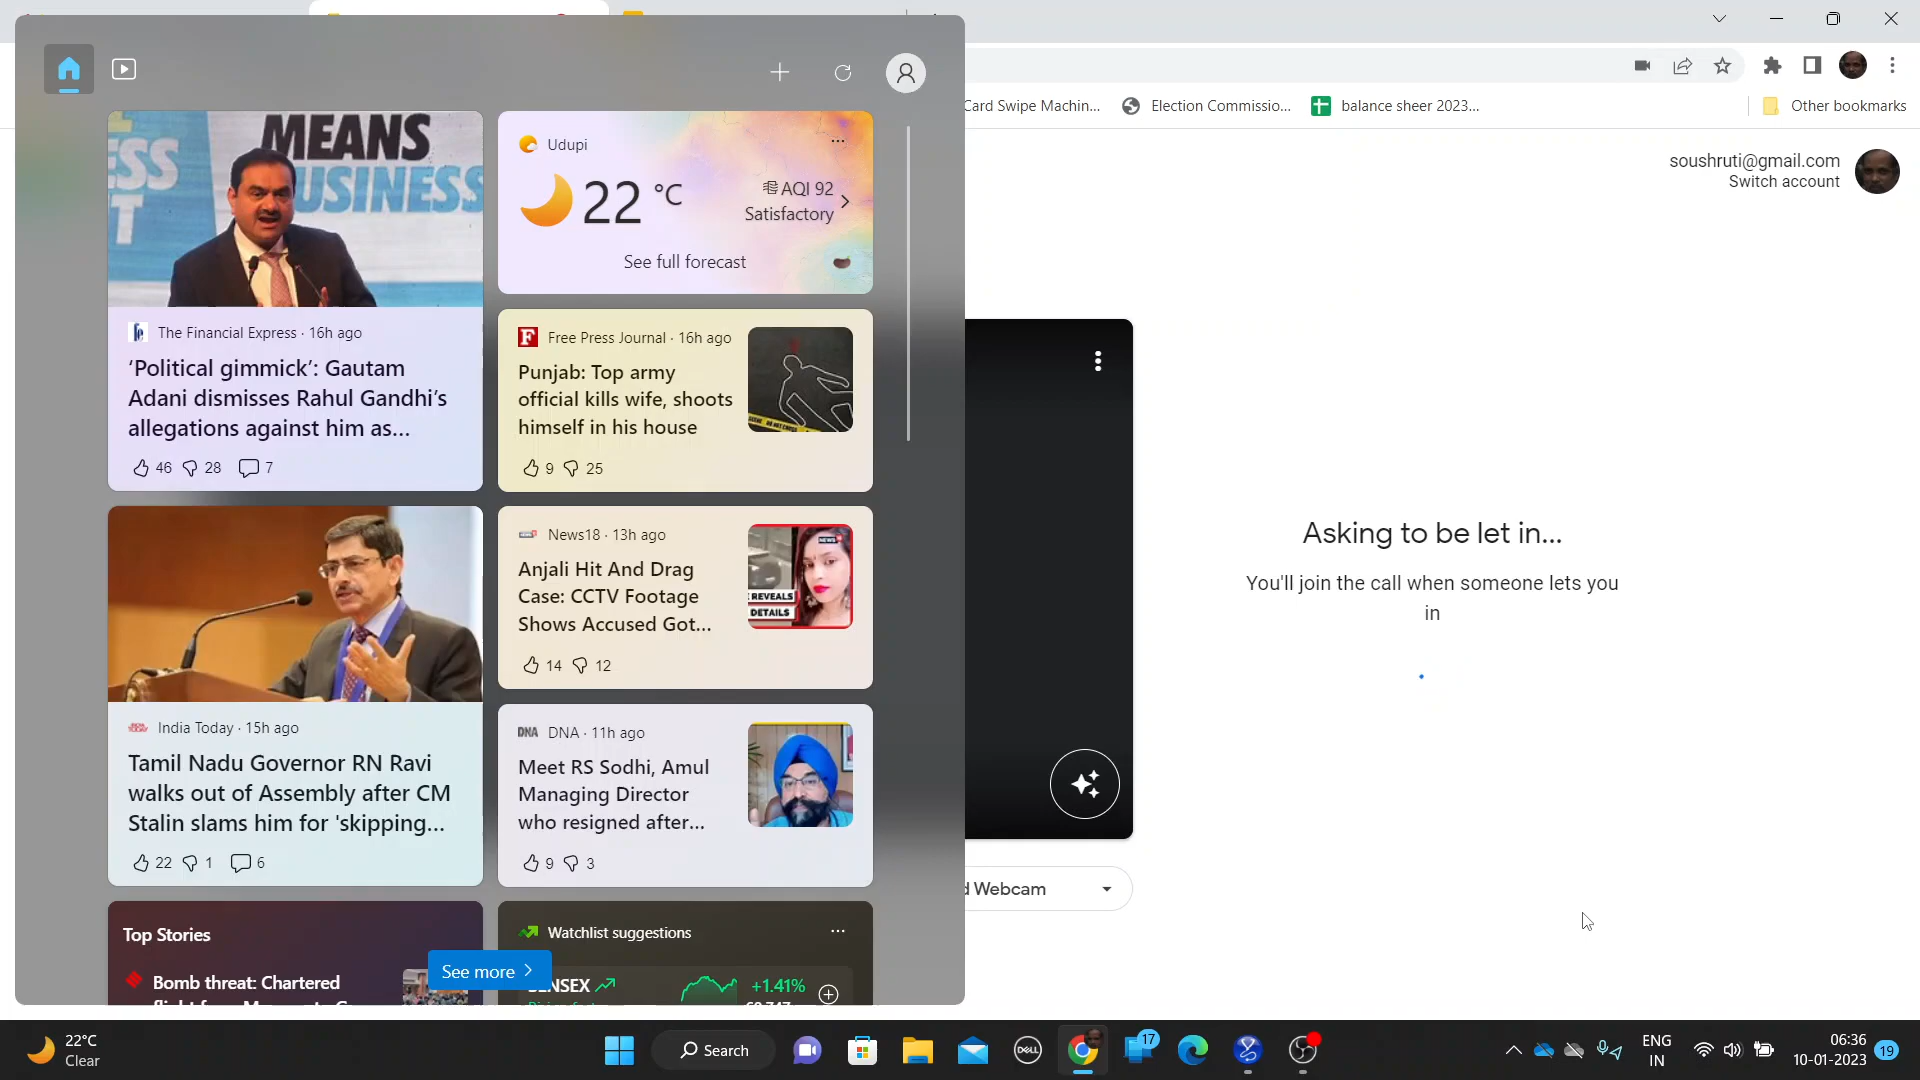 Card Swipe Machin...
Election Commissio...
balance sheer 2023...
Other bookmarks
soushruti@gmail.com
Switch account
MEANS
BUSINESS
The Financial Express · 16h ago
‘Political gimmick’: Gautam
Adani dismisses Rahul Gandhi’s
allegations against him as...
46 28 7
Udupi
22 °C
AQI 92
Satisfactory
See full forecast
Free Press Journal · 16h ago
Punjab: Top army
official kills wife, shoots
himself in his house
9 25
News18 · 13h ago
Anjali Hit And Drag
Case: CCTV Footage
Shows Accused Got...
14 12
REVEALS
DETAILS
India Today · 15h ago
Tamil Nadu Governor RN Ravi
walks out of Assembly after CM
Stalin slams him for 'skipping...
22 1 6
DNA DNA · 11h ago
Meet RS Sodhi, Amul
Managing Director
who resigned after...
9 3
Top Stories
Bomb threat: Chartered
See more
Watchlist suggestions
SENSEX
+1.41%
Asking to be let in...
You'll join the call when someone lets you
in
Webcam
22°C
Clear
Search
DELL
17
ENG
IN
06:36
10-01-2023
19